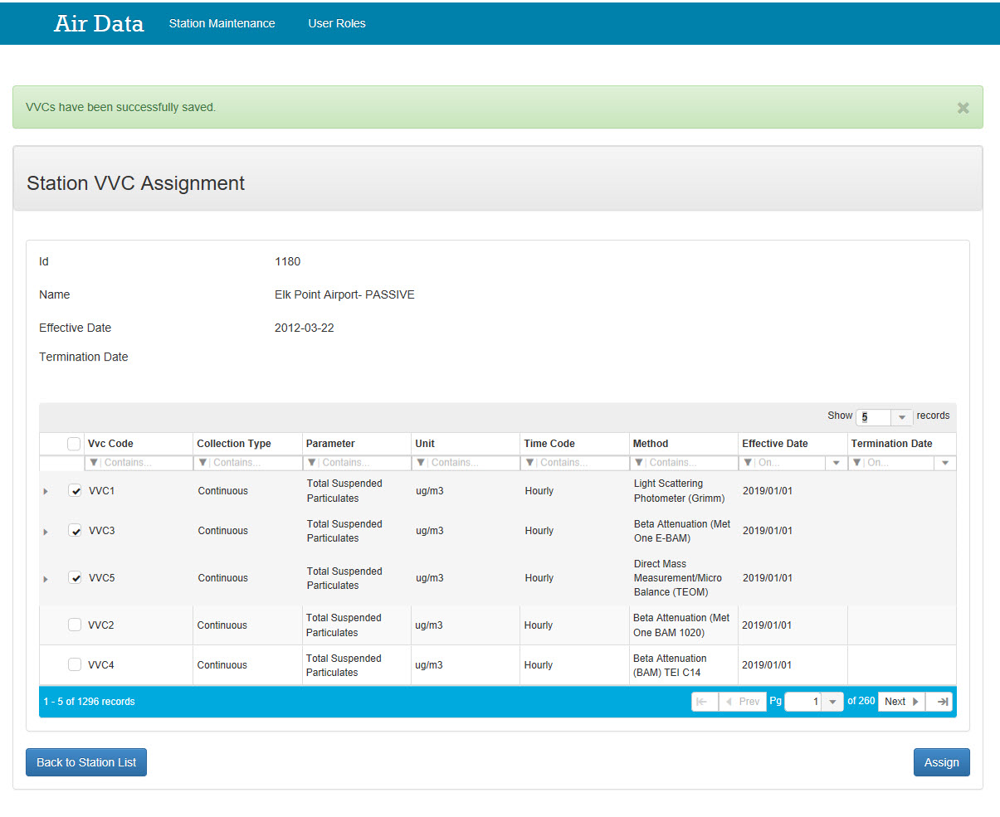 Air Data Station Maintenance User Roles
VVCs have been successfully saved.
Station VVC Assignment
Id 1180
Name Elk Point Airport- PASSIVE
Effective Date 2012-03-22
Termination Date
Show 5 records
Vvc Code Collection Type Parameter Unit Time Code Method Effective Date Termination Date
Contains... Contains... Contains... Contains... Contains... Contains... On... On...
VVC1 Continuous Total Suspended Particulates ug/m3 Hourly Light Scattering Photometer (Grimm) 2019/01/01
VVC3 Continuous Total Suspended Particulates ug/m3 Hourly Beta Attenuation (Met One E-BAM) 2019/01/01
VVC5 Continuous Total Suspended Particulates ug/m3 Hourly Direct Mass Measurement/Micro Balance (TEOM) 2019/01/01
VVC2 Continuous Total Suspended Particulates ug/m3 Hourly Beta Attenuation (Met One BAM 1020) 2019/01/01
VVC4 Continuous Total Suspended Particulates ug/m3 Hourly Beta Attenuation (BAM) TEI C14 2019/01/01
1 - 5 of 1296 records Prev Pg 1 of 260 Next
Back to Station List Assign